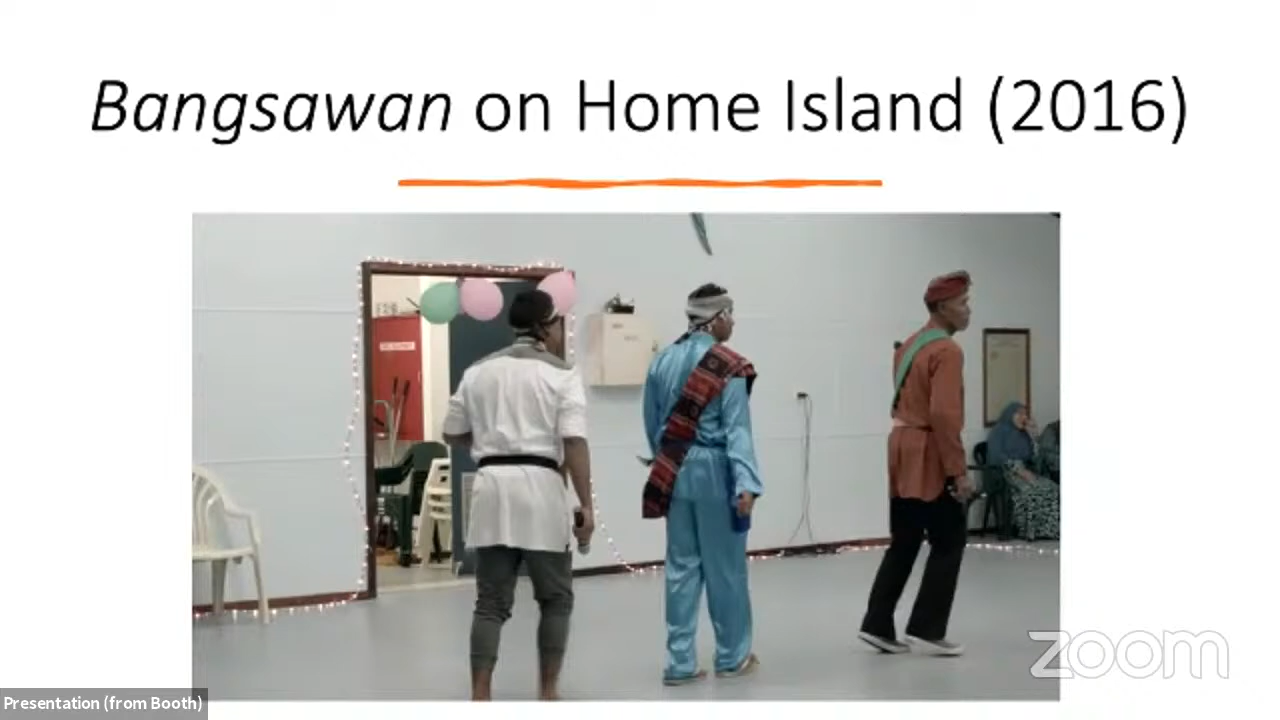 Bangsawan on Home Island (2016)
zoom
Presentation (from Booth)